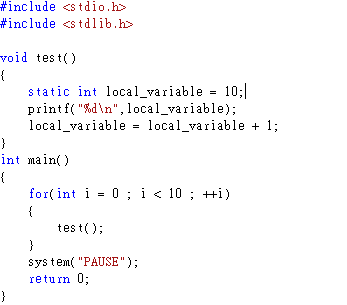 #include <stdio.h>
#include <stdlib.h>

void test()
{
    static int local_variable = 10;
    printf("%d\n",local_variable);
    local_variable = local_variable + 1;
}
int main()
{
    for(int i = 0 ; i < 10 ; ++i)
    {
        test();
    }
    system("PAUSE");
    return 0;
}